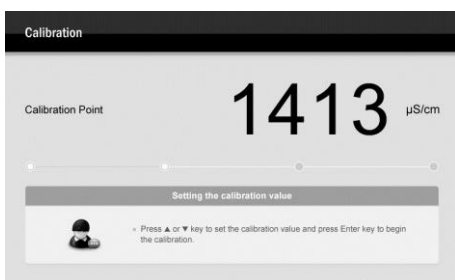 Calibration
Calibration Point 1413 µS/cm
Setting the calibration value
Press ▲ or ▼ key to set the calibration value and press Enter key to begin
the calibration.